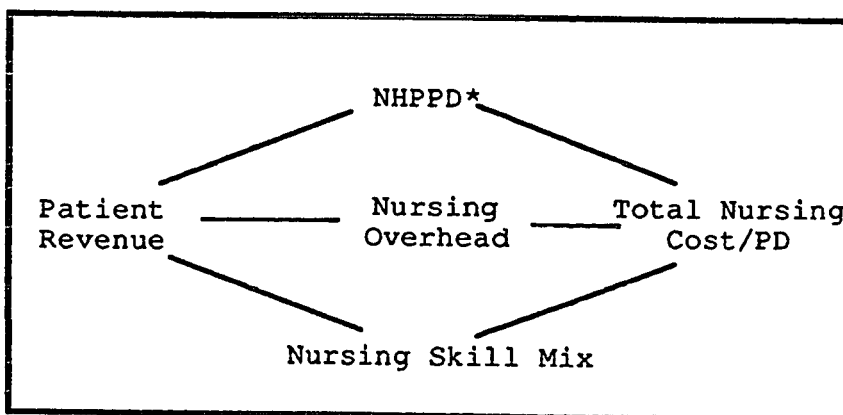 NHPPD*
Patient
Revenue
Nursing
Overhead
Total Nursing
Cost/PD
Nursing Skill Mix